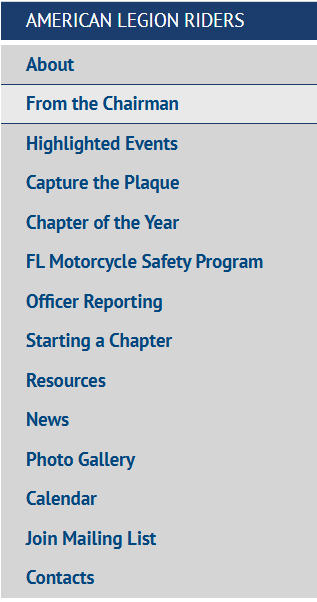 AMERICAN LEGION RIDERS
About
From the Chairman
Highlighted Events
Capture the Plaque
Chapter of the Year
FL Motorcycle Safety Program
Officer Reporting
Starting a Chapter
Resources
News
Photo Gallery
Calendar
Join Mailing List
Contacts